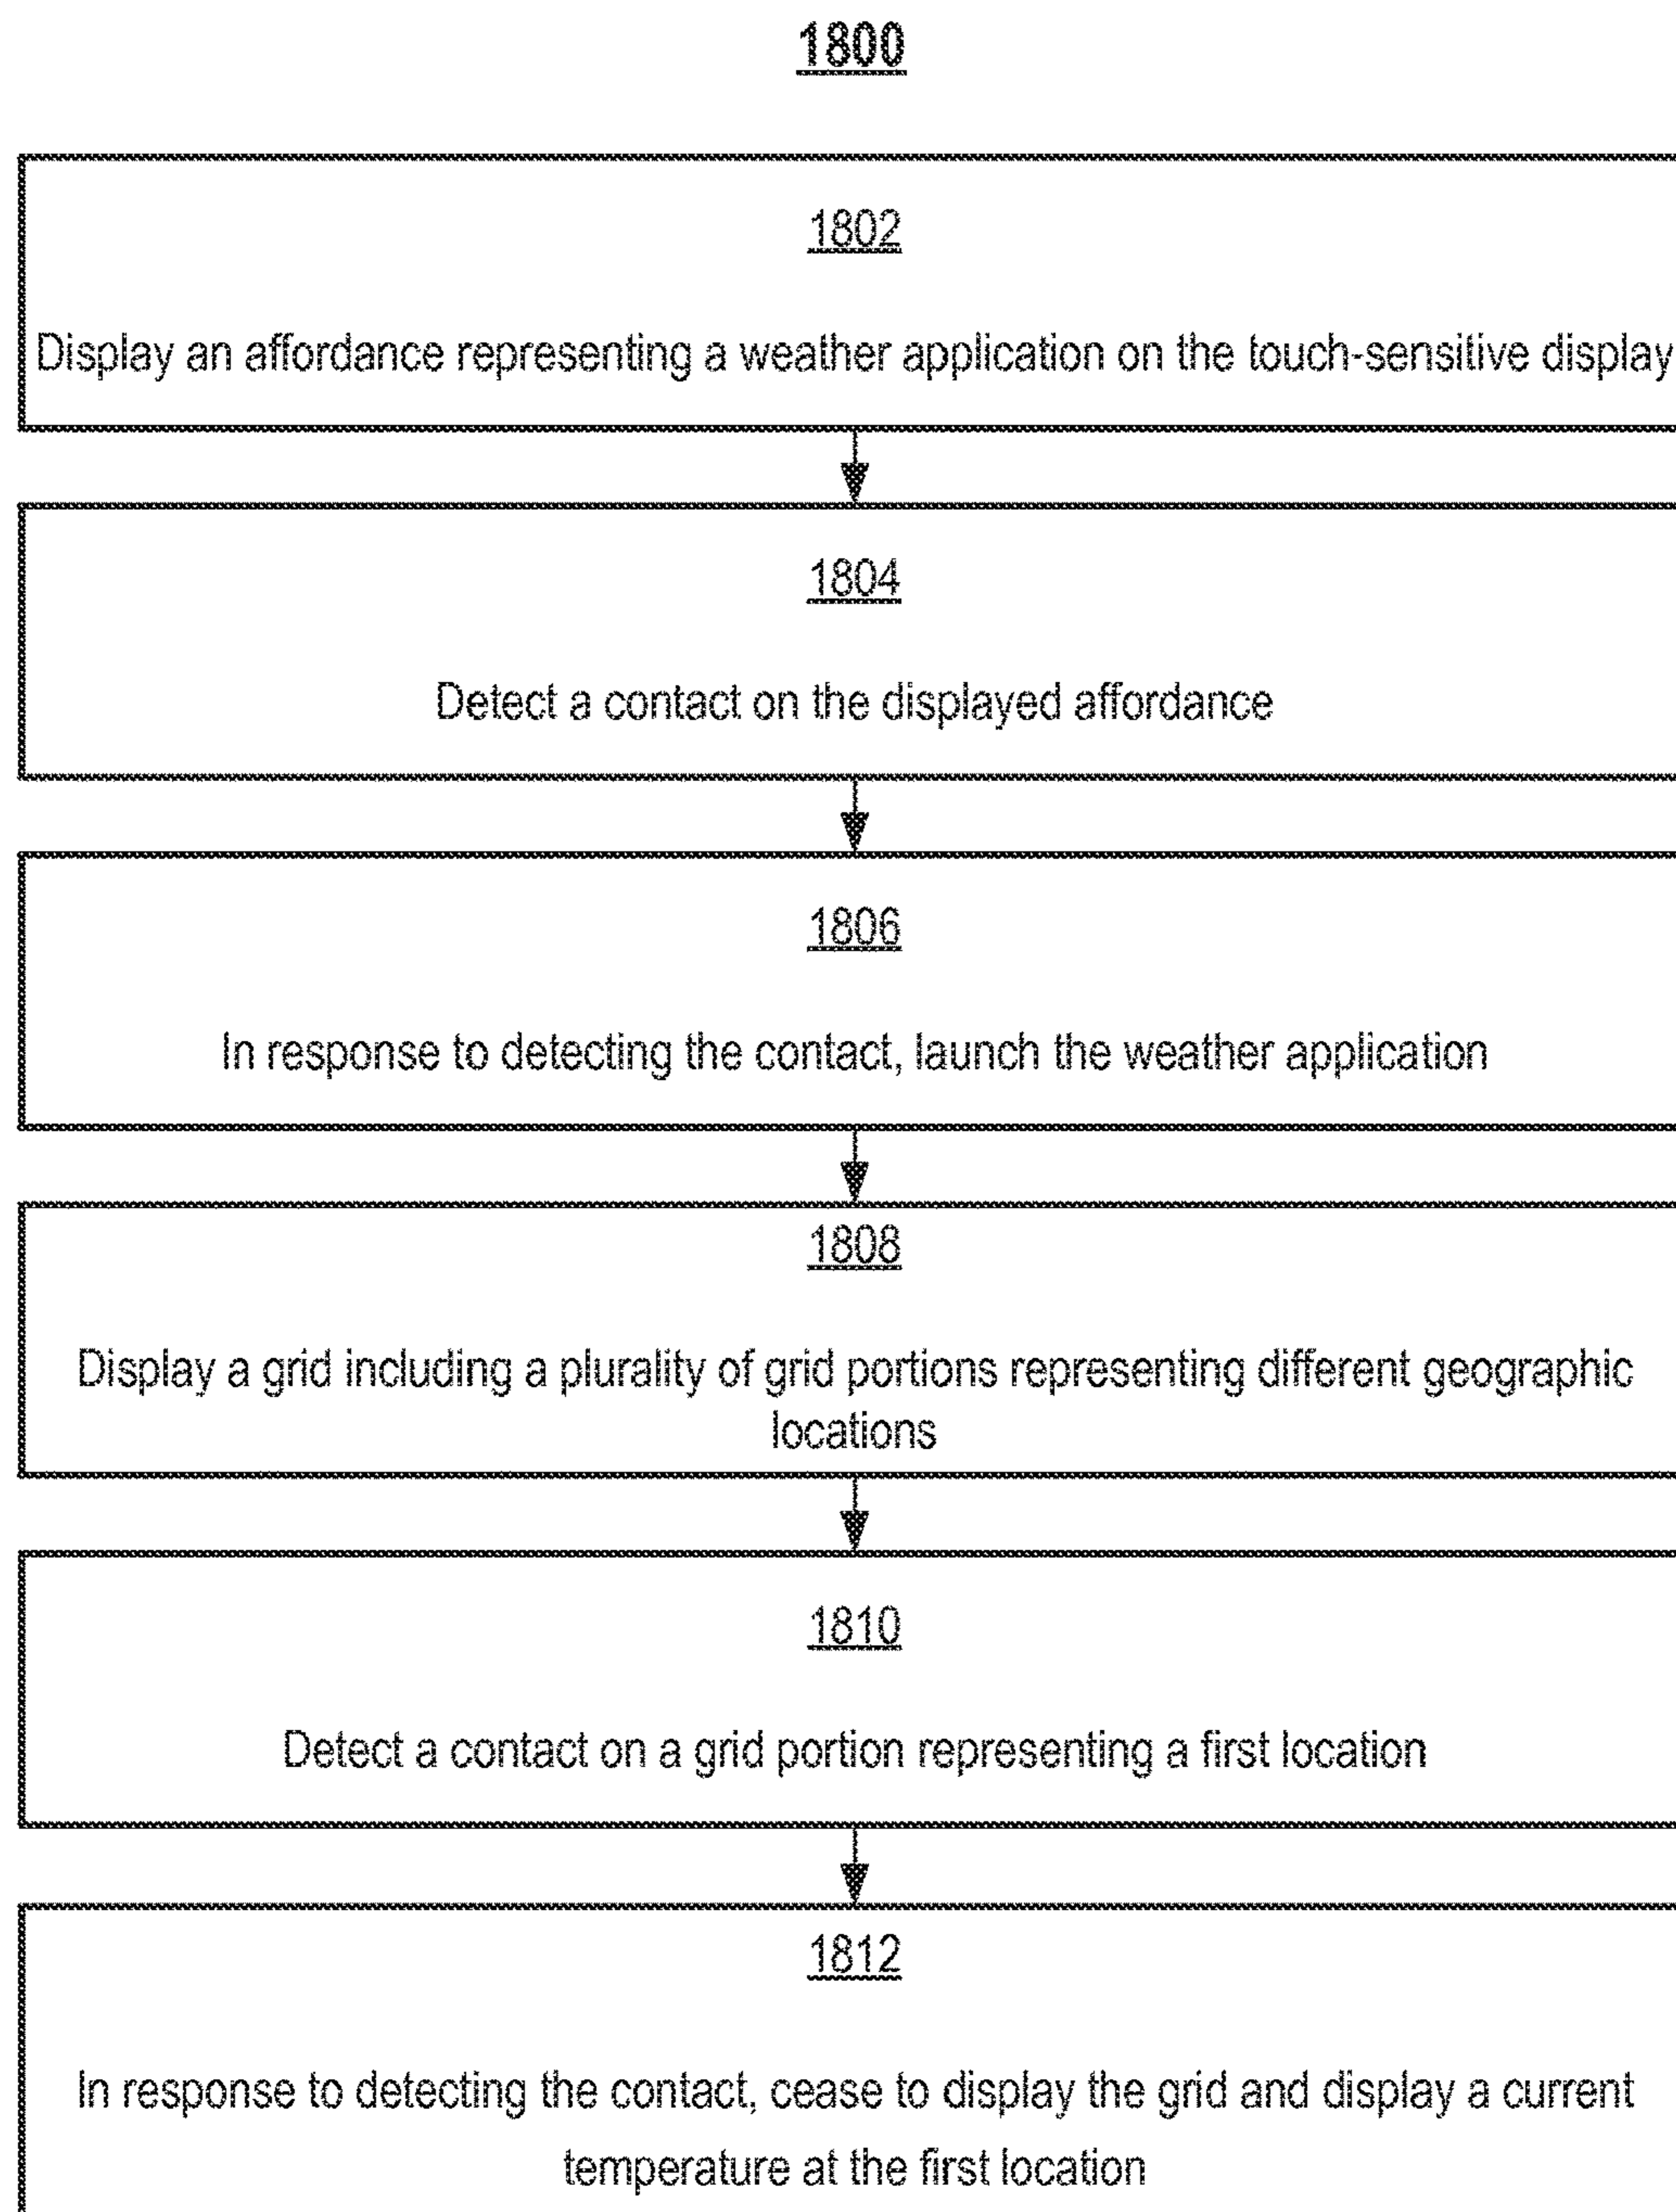 1800
1802
Display an affordance representing a weather application on the touch-sensitive display
1804
Detect a contact on the displayed affordance
1806
In response to detecting the contact, launch the weather application
1808
Display a grid including a plurality of grid portions representing different geographic
locations
1810
Detect a contact on a grid portion representing a first location
1812
In response to detecting the contact, cease to display the grid and display a current
temperature at the first location